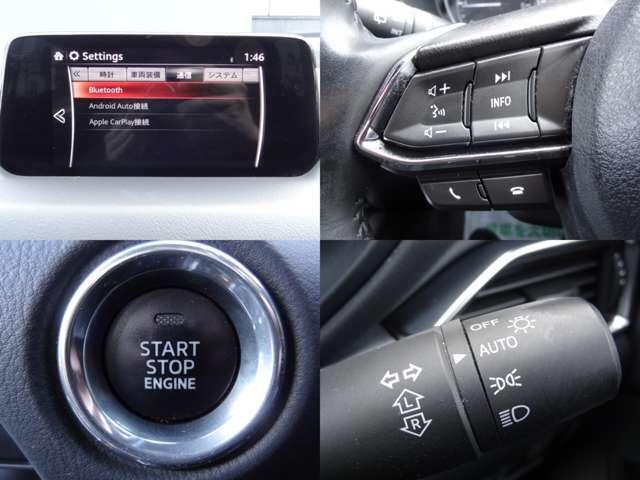 Settings
1:46
時計 車両装備 通信 システム
Bluetooth
Android Auto接続
Apple CarPlay接続
INFO
START
STOP
ENGINE
OFF
AUTO
L
R